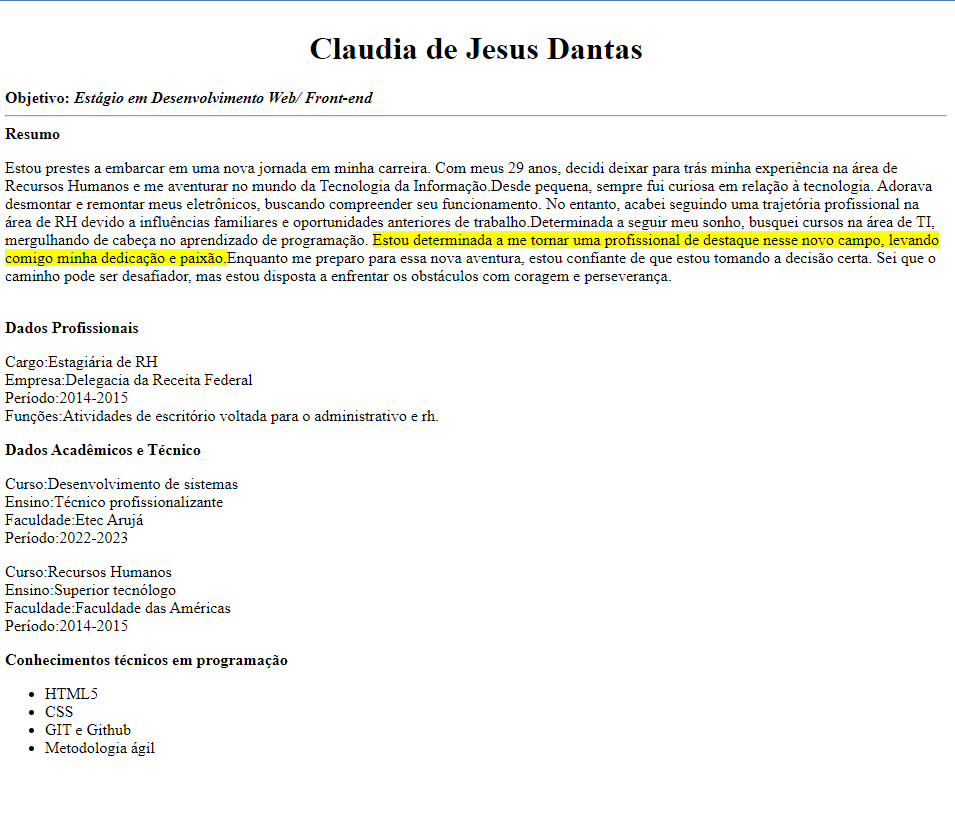 Claudia de Jesus Dantas
Objetivo: Estágio em Desenvolvimento Web/ Front-end
Resumo
Estou prestes a embarcar em uma nova jornada em minha carreira. Com meus 29 anos, decidi deixar para trás minha experiência na área de
Recursos Humanos e me aventurar no mundo da Tecnologia da Informação.Desde pequena, sempre fui curiosa em relação à tecnologia. Adorava
desmontar e remontar meus eletrônicos, buscando compreender seu funcionamento. No entanto, acabei seguindo uma trajetória profissional na
área de RH devido a influências familiares e oportunidades anteriores de trabalho.Determinada a seguir meu sonho, busquei cursos na área de TI,
mergulhando de cabeça no aprendizado de programação. Estou determinada a me tornar uma profissional de destaque nesse novo campo, levando
comigo minha dedicação e paixão.Enquanto me preparo para essa nova aventura, estou confiante de que estou tomando a decisão certa. Sei que o
caminho pode ser desafiador, mas estou disposta a enfrentar os obstáculos com coragem e perseverança.
Dados Profissionais
Cargo:Estagiária de RH
Empresa:Delegacia da Receita Federal
Período:2014-2015
Funções:Atividades de escritório voltada para o administrativo e rh.
Dados Acadêmicos e Técnico
Curso:Desenvolvimento de sistemas
Ensino:Técnico profissionalizante
Faculdade:Etec Arujá
Período:2022-2023
Curso:Recursos Humanos
Ensino:Superior tecnólogo
Faculdade:Faculdade das Américas
Período:2014-2015
Conhecimentos técnicos em programação
• HTML5
• CSS
• GIT e Github
• Metodologia ágil